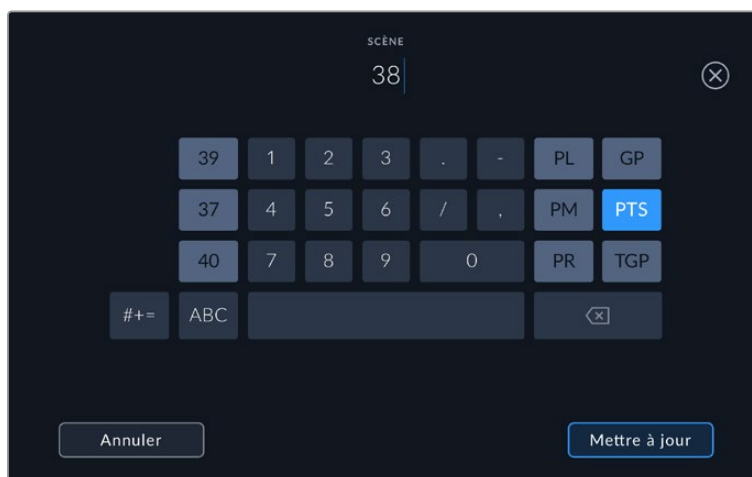 SCÈNE
38
39 1 2 3 . - PL GP
37 4 5 6 / , PM PTS
40 7 8 9 0 PR TGP
#+= ABC
Annuler Mettre à jour